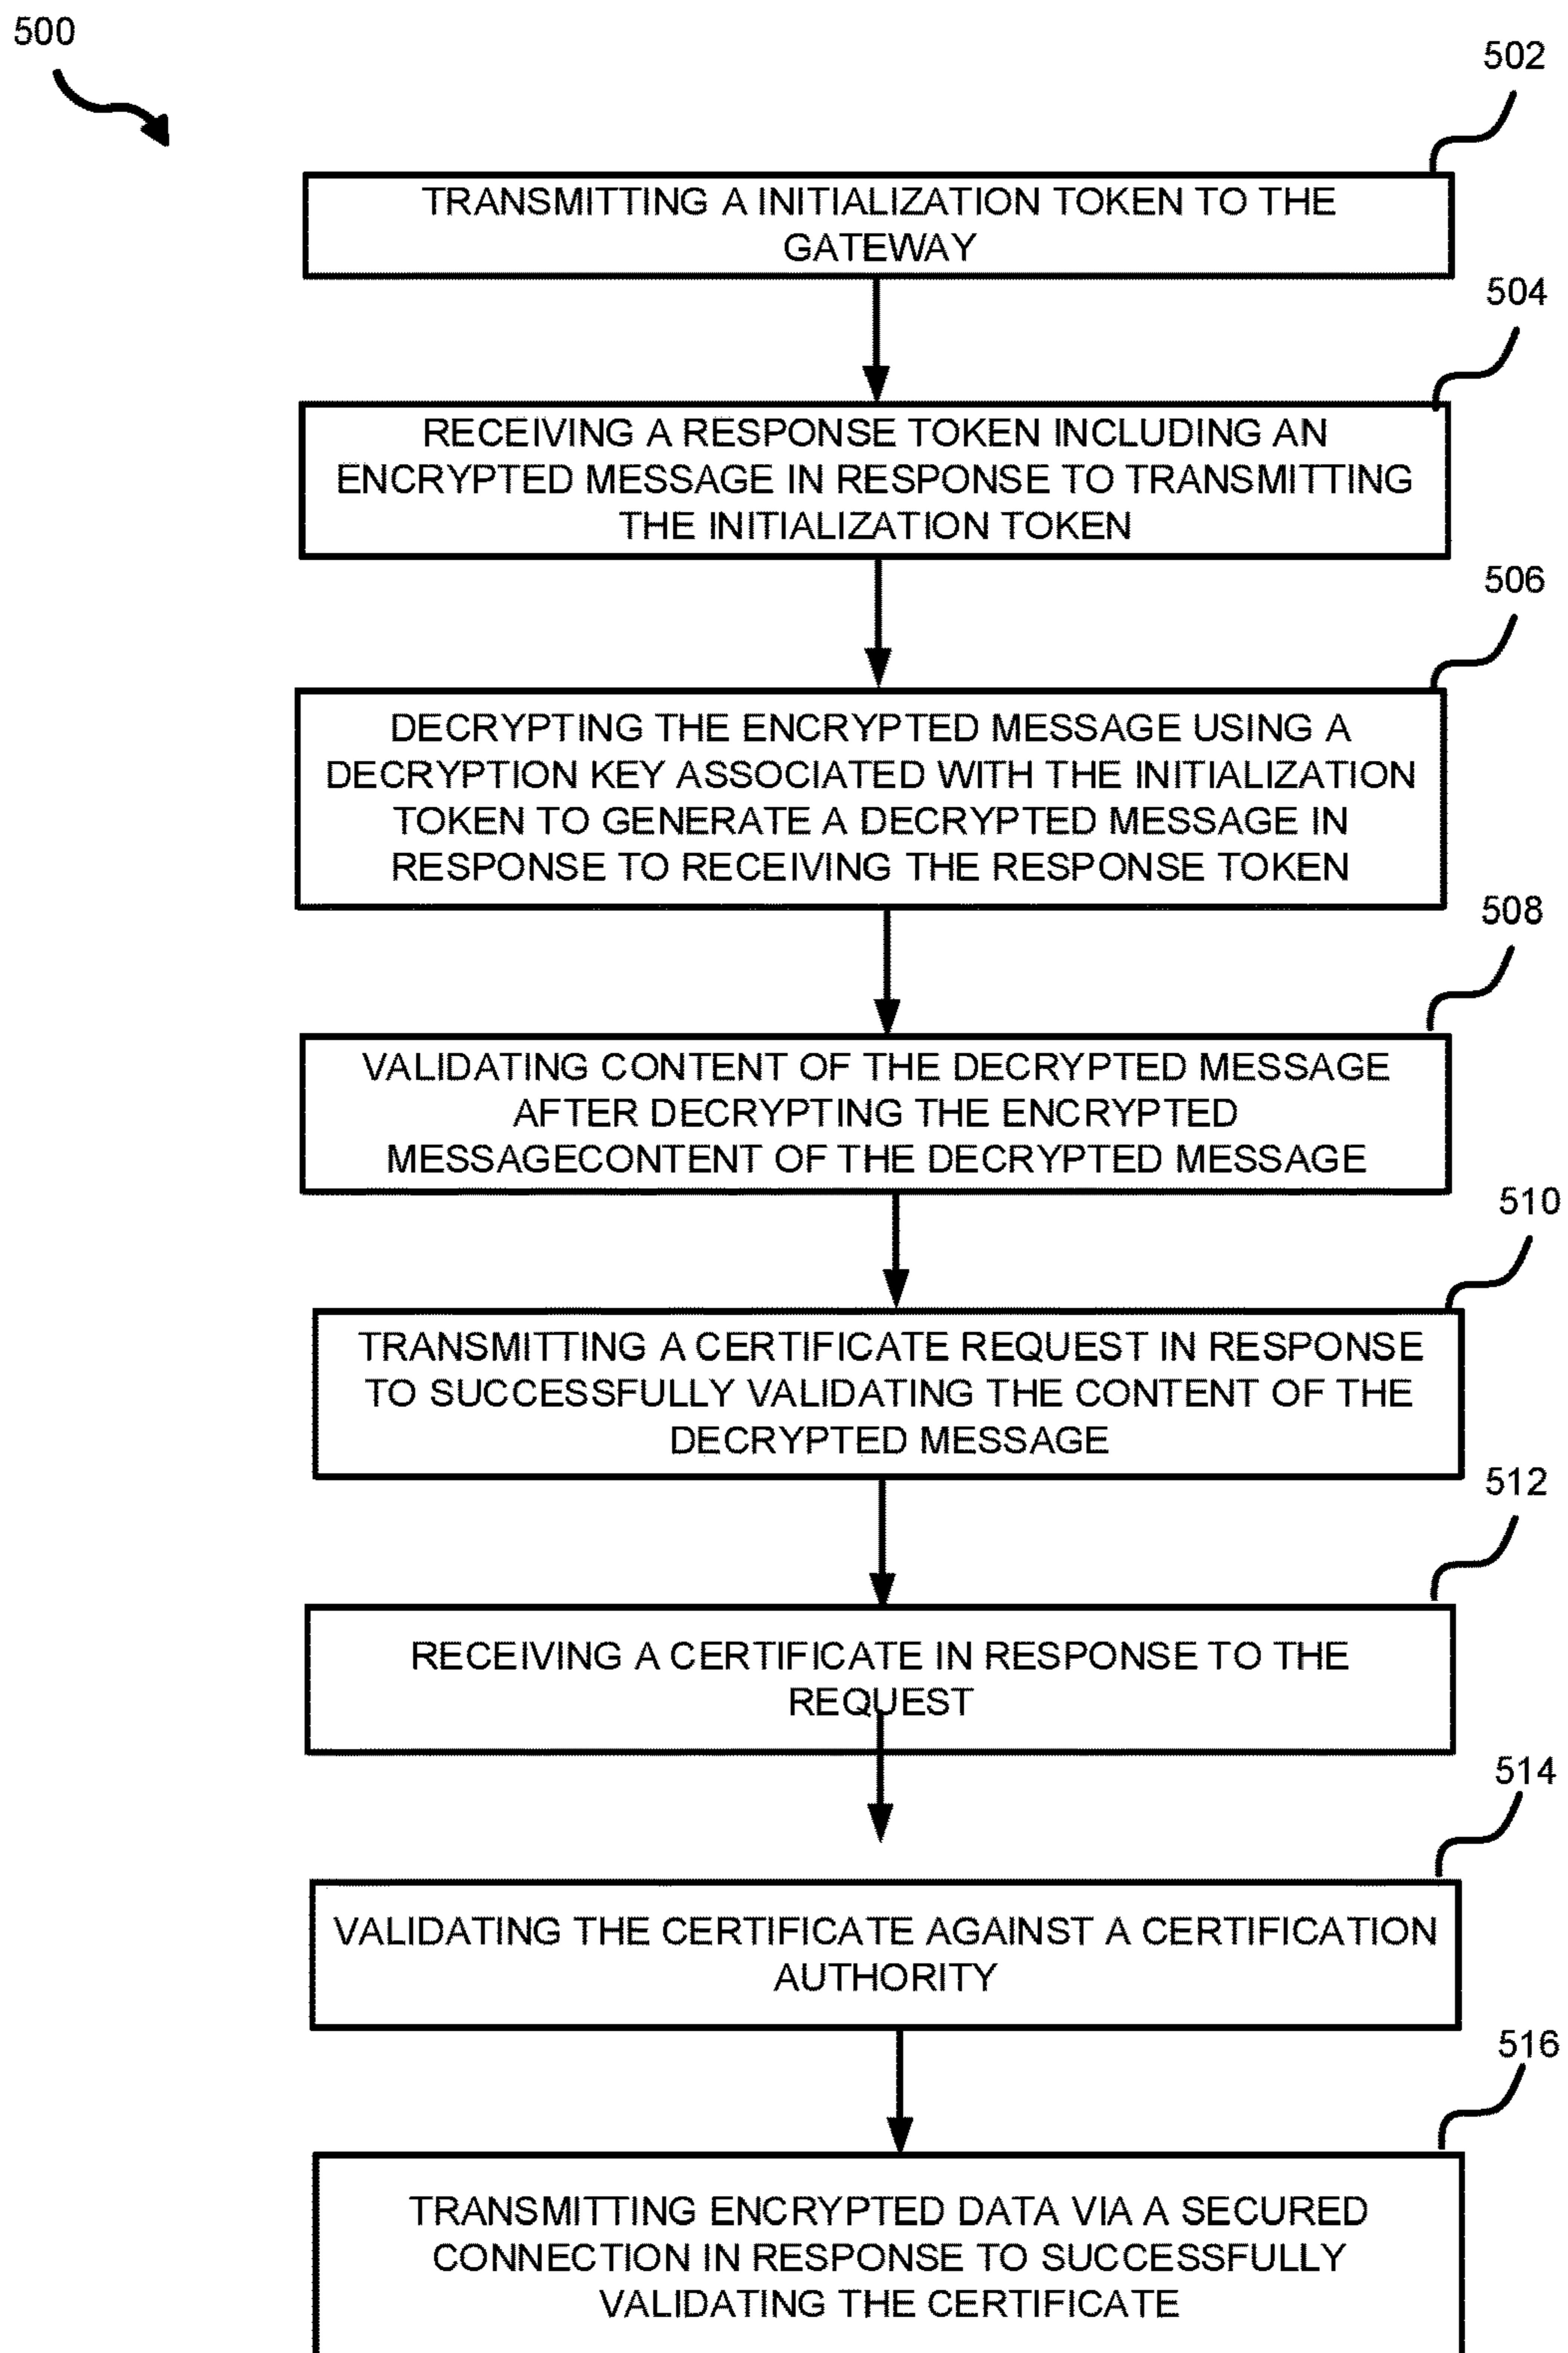 500
502
TRANSMITTING A INITIALIZATION TOKEN TO THE
GATEWAY
504
RECEIVING A RESPONSE TOKEN INCLUDING AN
ENCRYPTED MESSAGE IN RESPONSE TO TRANSMITTING
THE INITIALIZATION TOKEN
506
DECRYPTING THE ENCRYPTED MESSAGE USING A
DECRYPTION KEY ASSOCIATED WITH THE INITIALIZATION
TOKEN TO GENERATE A DECRYPTED MESSAGE IN
RESPONSE TO RECEIVING THE RESPONSE TOKEN
508
VALIDATING CONTENT OF THE DECRYPTED MESSAGE
AFTER DECRYPTING THE ENCRYPTED
MESSAGECONTENT OF THE DECRYPTED MESSAGE
510
TRANSMITTING A CERTIFICATE REQUEST IN RESPONSE
TO SUCCESSFULLY VALIDATING THE CONTENT OF THE
DECRYPTED MESSAGE
512
RECEIVING A CERTIFICATE IN RESPONSE TO THE
REQUEST
514
VALIDATING THE CERTIFICATE AGAINST A CERTIFICATION
AUTHORITY
516
TRANSMITTING ENCRYPTED DATA VIA A SECURED
CONNECTION IN RESPONSE TO SUCCESSFULLY
VALIDATING THE CERTIFICATE